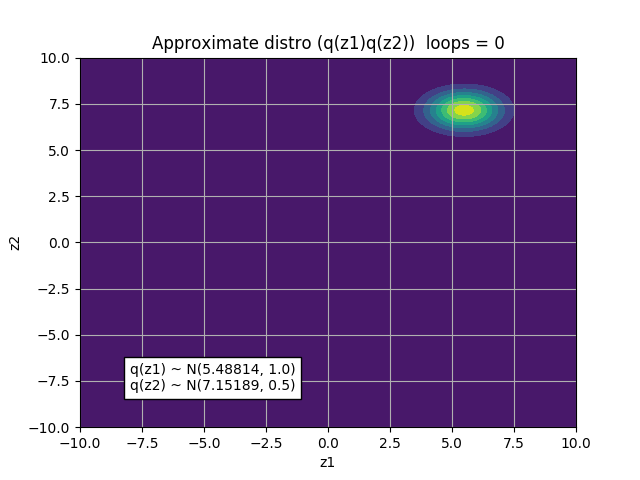 Approximate distro (q(z1)q(z2))  loops = 0
10.0
7.5
5.0
2.5
0.0
−2.5
−5.0
−7.5
−10.0
z2
q(z1) ~ N(5.48814, 1.0)
q(z2) ~ N(7.15189, 0.5)
−10.0 −7.5 −5.0 −2.5 0.0 2.5 5.0 7.5 10.0
z1